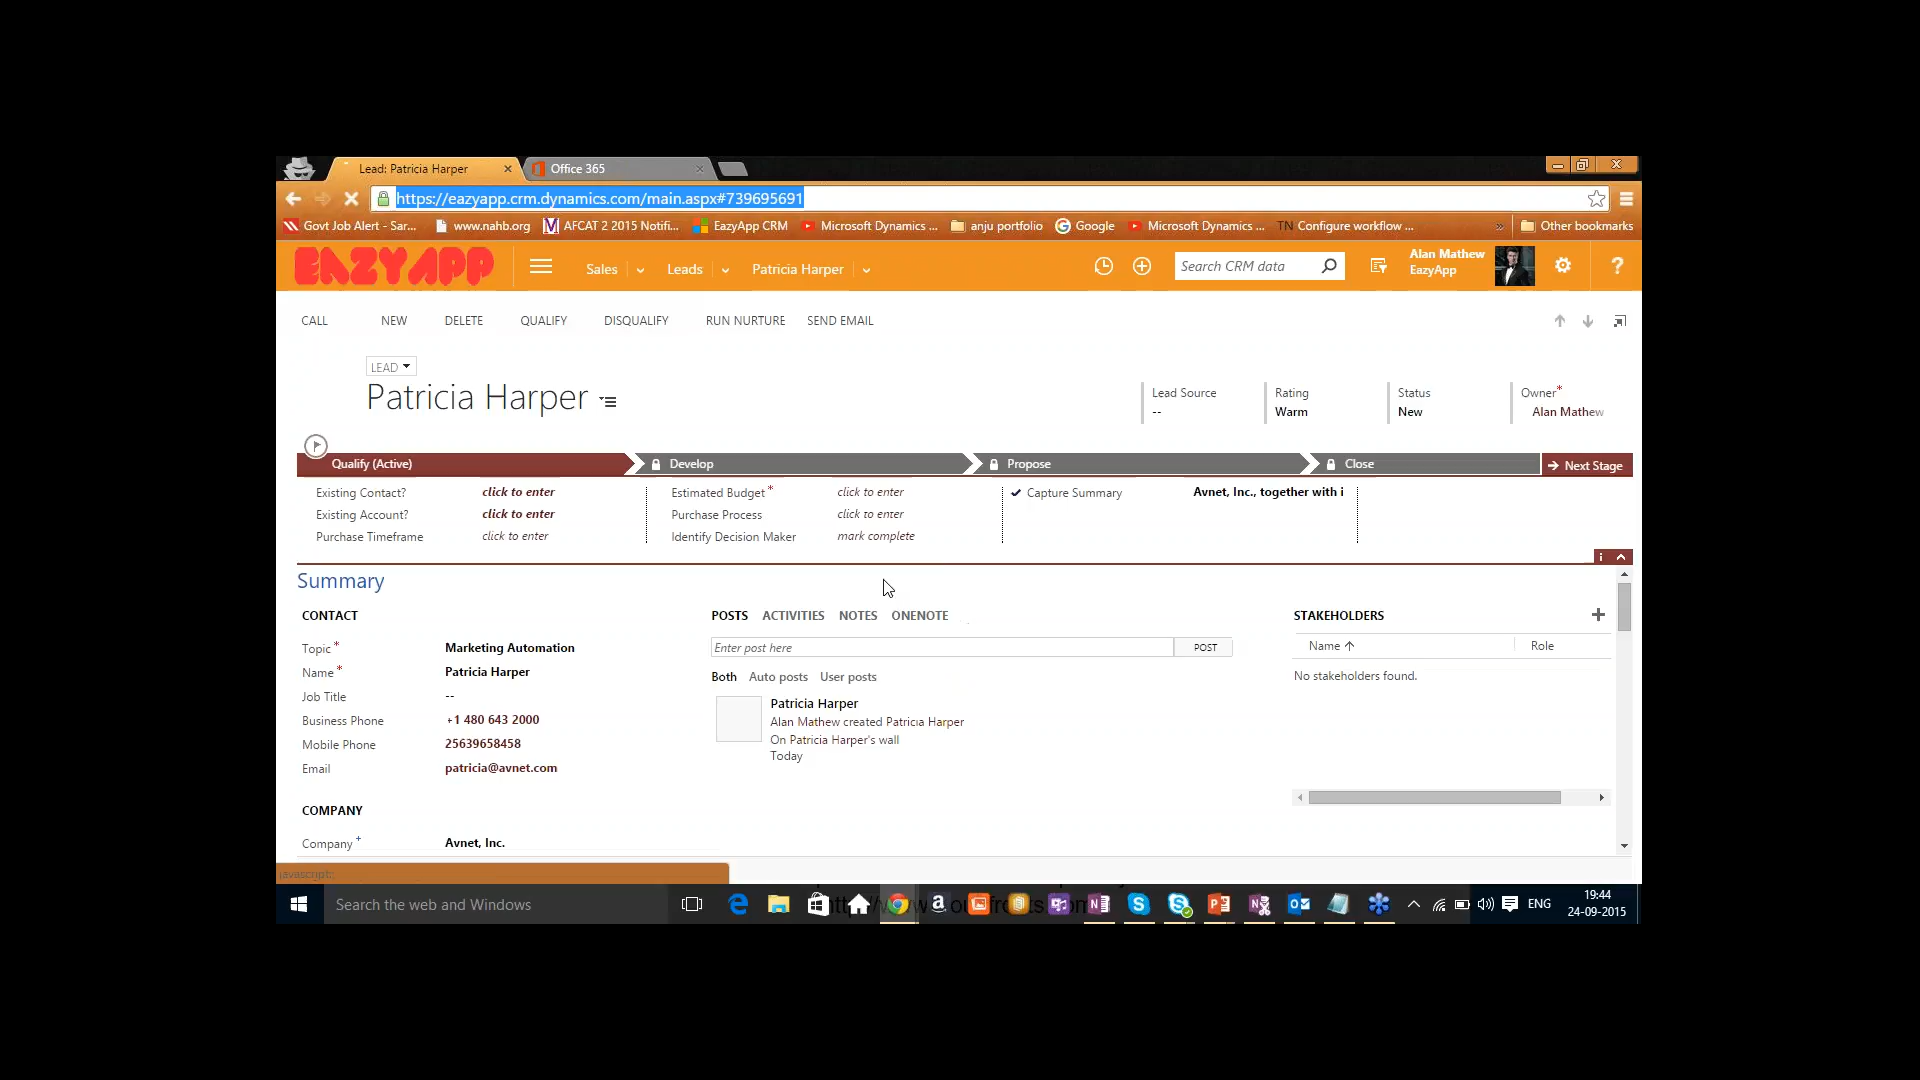 Lead: Patricia Harper
Office 365
https://eazyapp.crm.dynamics.com/main.aspx#739695691
Govt Job Alert - Sar...
www.nahb.org
AFCAT 2 2015 Notifi...
EazyApp CRM
Microsoft Dynamics ...
anju portfolio
Google
Microsoft Dynamics ...
TN Configure workflow ...
» Other bookmarks
EAZYAPP
Sales
Leads
Patricia Harper
Search CRM data
Alan Mathew
EazyApp
?
CALL NEW DELETE QUALIFY DISQUALIFY RUN NURTURE SEND EMAIL
LEAD
Patricia Harper
Lead Source
--
Rating
Warm
Status
New
Owner*
Alan Mathew
Qualify (Active)
Develop
Propose
Close
Next Stage
Existing Contact? click to enter
Existing Account? click to enter
Purchase Timeframe click to enter
Estimated Budget* click to enter
Purchase Process click to enter
Identify Decision Maker mark complete
Capture Summary Avnet, Inc., together with i
i
Summary
CONTACT
Topic* Marketing Automation
Name* Patricia Harper
Job Title --
Business Phone +1 480 643 2000
Mobile Phone 25639658458
Email patricia@avnet.com
COMPANY
Company+ Avnet, Inc.
POSTS ACTIVITIES NOTES ONENOTE
Enter post here POST
Both Auto posts User posts
Patricia Harper
Alan Mathew created Patricia Harper
On Patricia Harper's wall
Today
STAKEHOLDERS
Name Role
No stakeholders found.
javascript:;
Search the web and Windows
ENG
19:44
24-09-2015